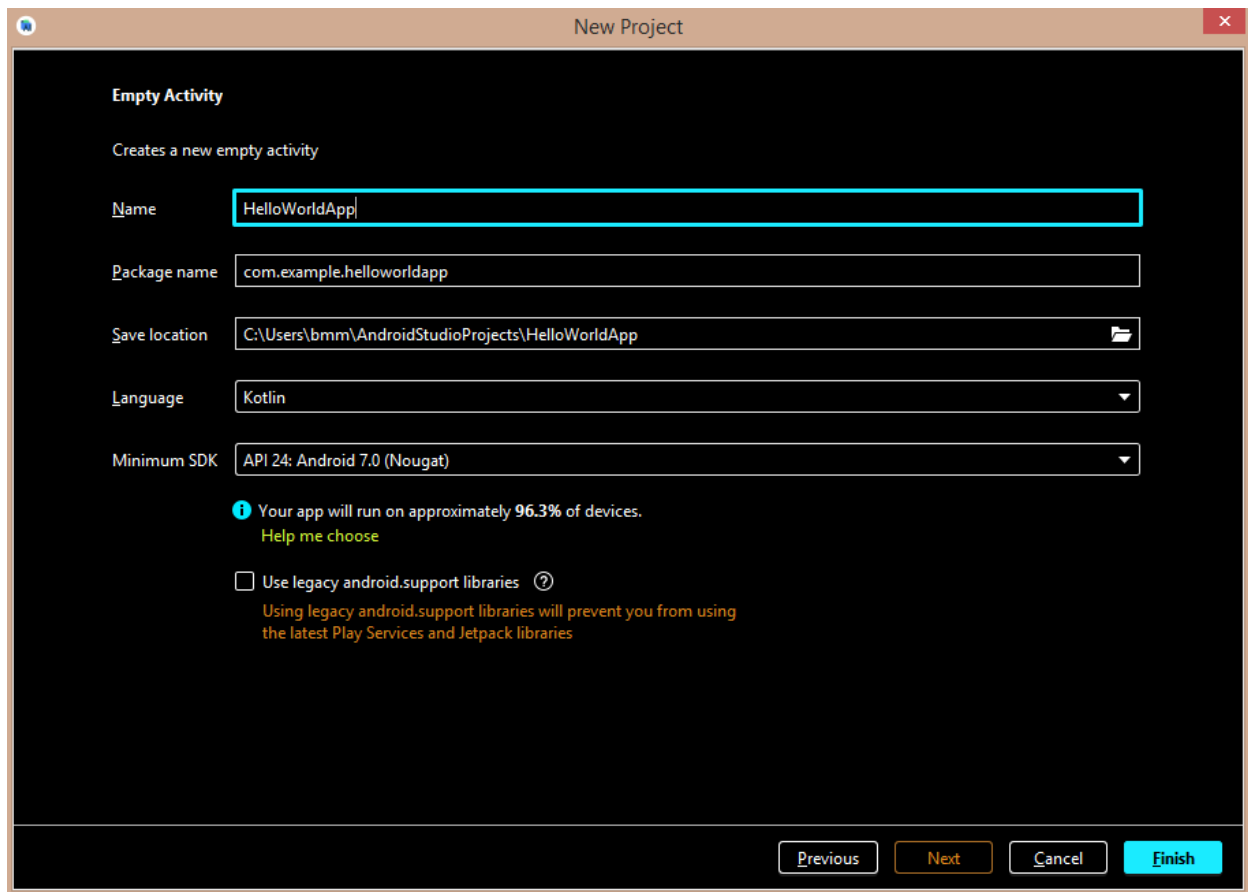 New Project
Empty Activity
Creates a new empty activity
Name HelloWorldApp
Package name com.example.helloworldapp
Save location C:\Users\bmm\AndroidStudioProjects\HelloWorldApp
Language Kotlin
Minimum SDK API 24: Android 7.0 (Nougat)
Your app will run on approximately 96.3% of devices.
Help me choose
Use legacy android.support libraries
Using legacy android.support libraries will prevent you from using
the latest Play Services and Jetpack libraries
Previous Next Cancel Finish